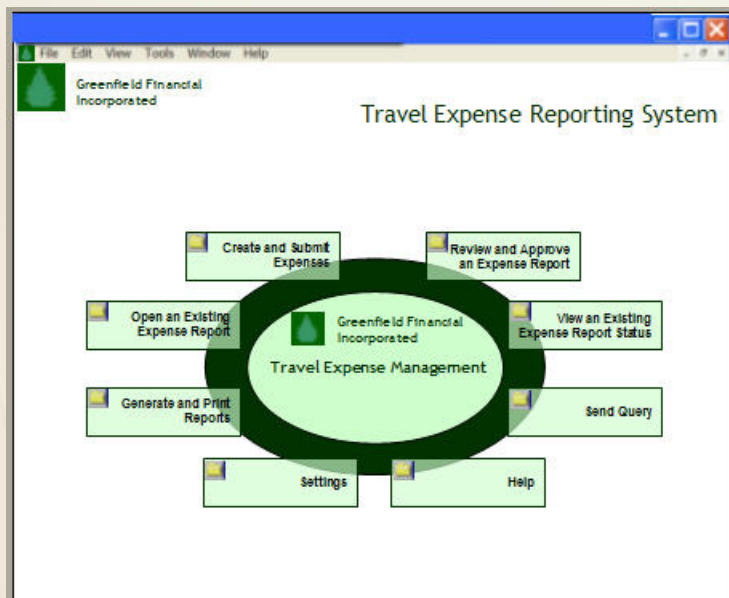 File Edit View Tools Window Help
Greenfield Financial
Incorporated
Travel Expense Reporting System
Create and Submit
Expenses
Review and Approve
an Expense Report
Open an Existing
Expense Report
Greenfield Financial
Incorporated
View an Existing
Expense Report Status
Travel Expense Management
Generate and Print
Reports
Send Query
Settings
Help